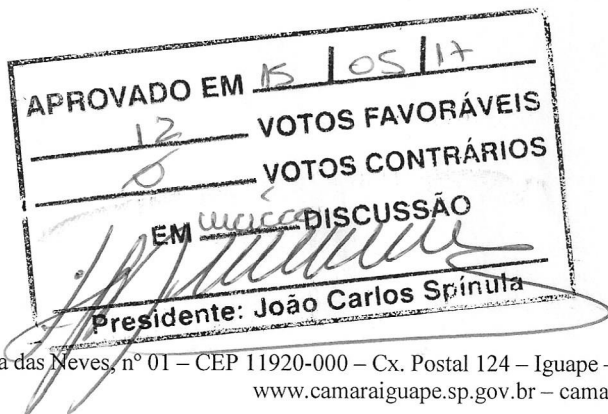 APROVADO EM 15 / 05 / 17
12 VOTOS FAVORÁVEIS
0 VOTOS CONTRÁRIOS
EM única DISCUSSÃO
Presidente: João Carlos Spínula
a das Neves, nº 01 – CEP 11920-000 – Cx. Postal 124 – Iguape –
www.camaraiguape.sp.gov.br – cama